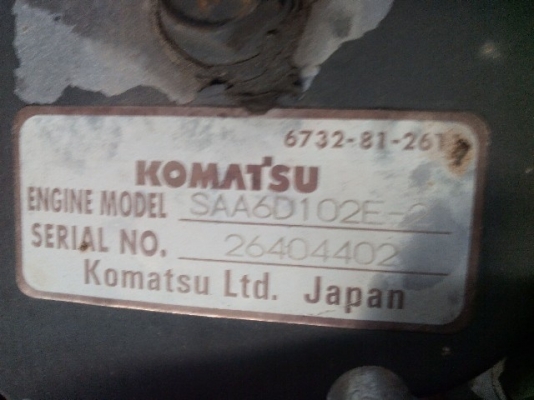 6732-81-261
KOMATSU
ENGINE MODEL SAA6D102E-2
SERIAL NO. 26404402
Komatsu Ltd. Japan